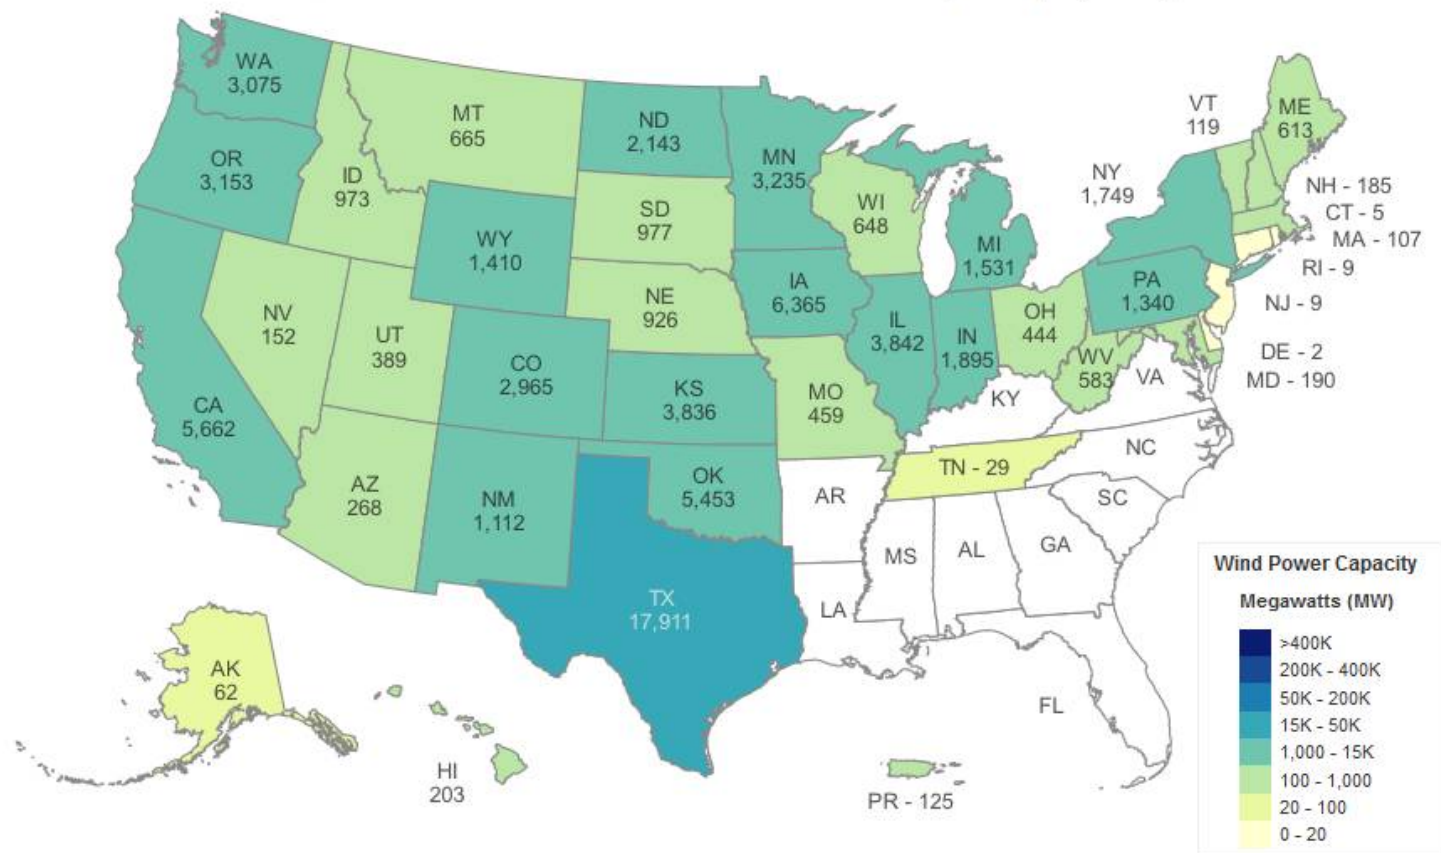 WA
3,075
OR
3,153
CA
5,662
ID
973
NV
152
MT
665
WY
1,410
UT
389
AZ
268
CO
2,965
NM
1,112
ND
2,143
SD
977
NE
926
KS
3,836
OK
5,453
TX
17,911
MN
3,235
IA
6,365
MO
459
AR
LA
WI
648
IL
3,842
MI
1,531
IN
1,895
OH
444
KY
TN - 29
MS
AL
GA
FL
SC
NC
VA
WV
583
PA
1,340
NY
1,749
VT
119
ME
613
NH - 185
CT - 5
MA - 107
RI - 9
NJ - 9
DE - 2
MD - 190
AK
62
HI
203
PR - 125
Wind Power Capacity
Megawatts (MW)
>400K
200K - 400K
50K - 200K
15K - 50K
1,000 - 15K
100 - 1,000
20 - 100
0 - 20